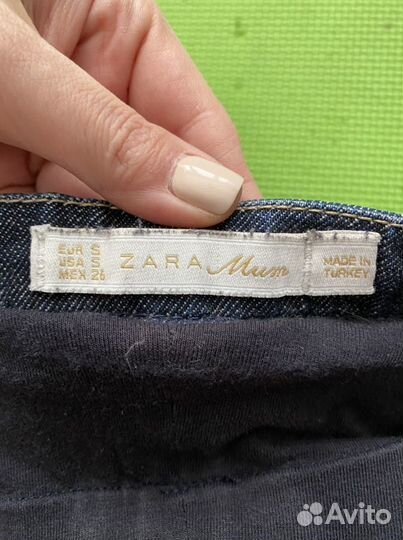 EUR S
USA S
MEX 26
ZARA Mum
MADE IN
TURKEY
Avito